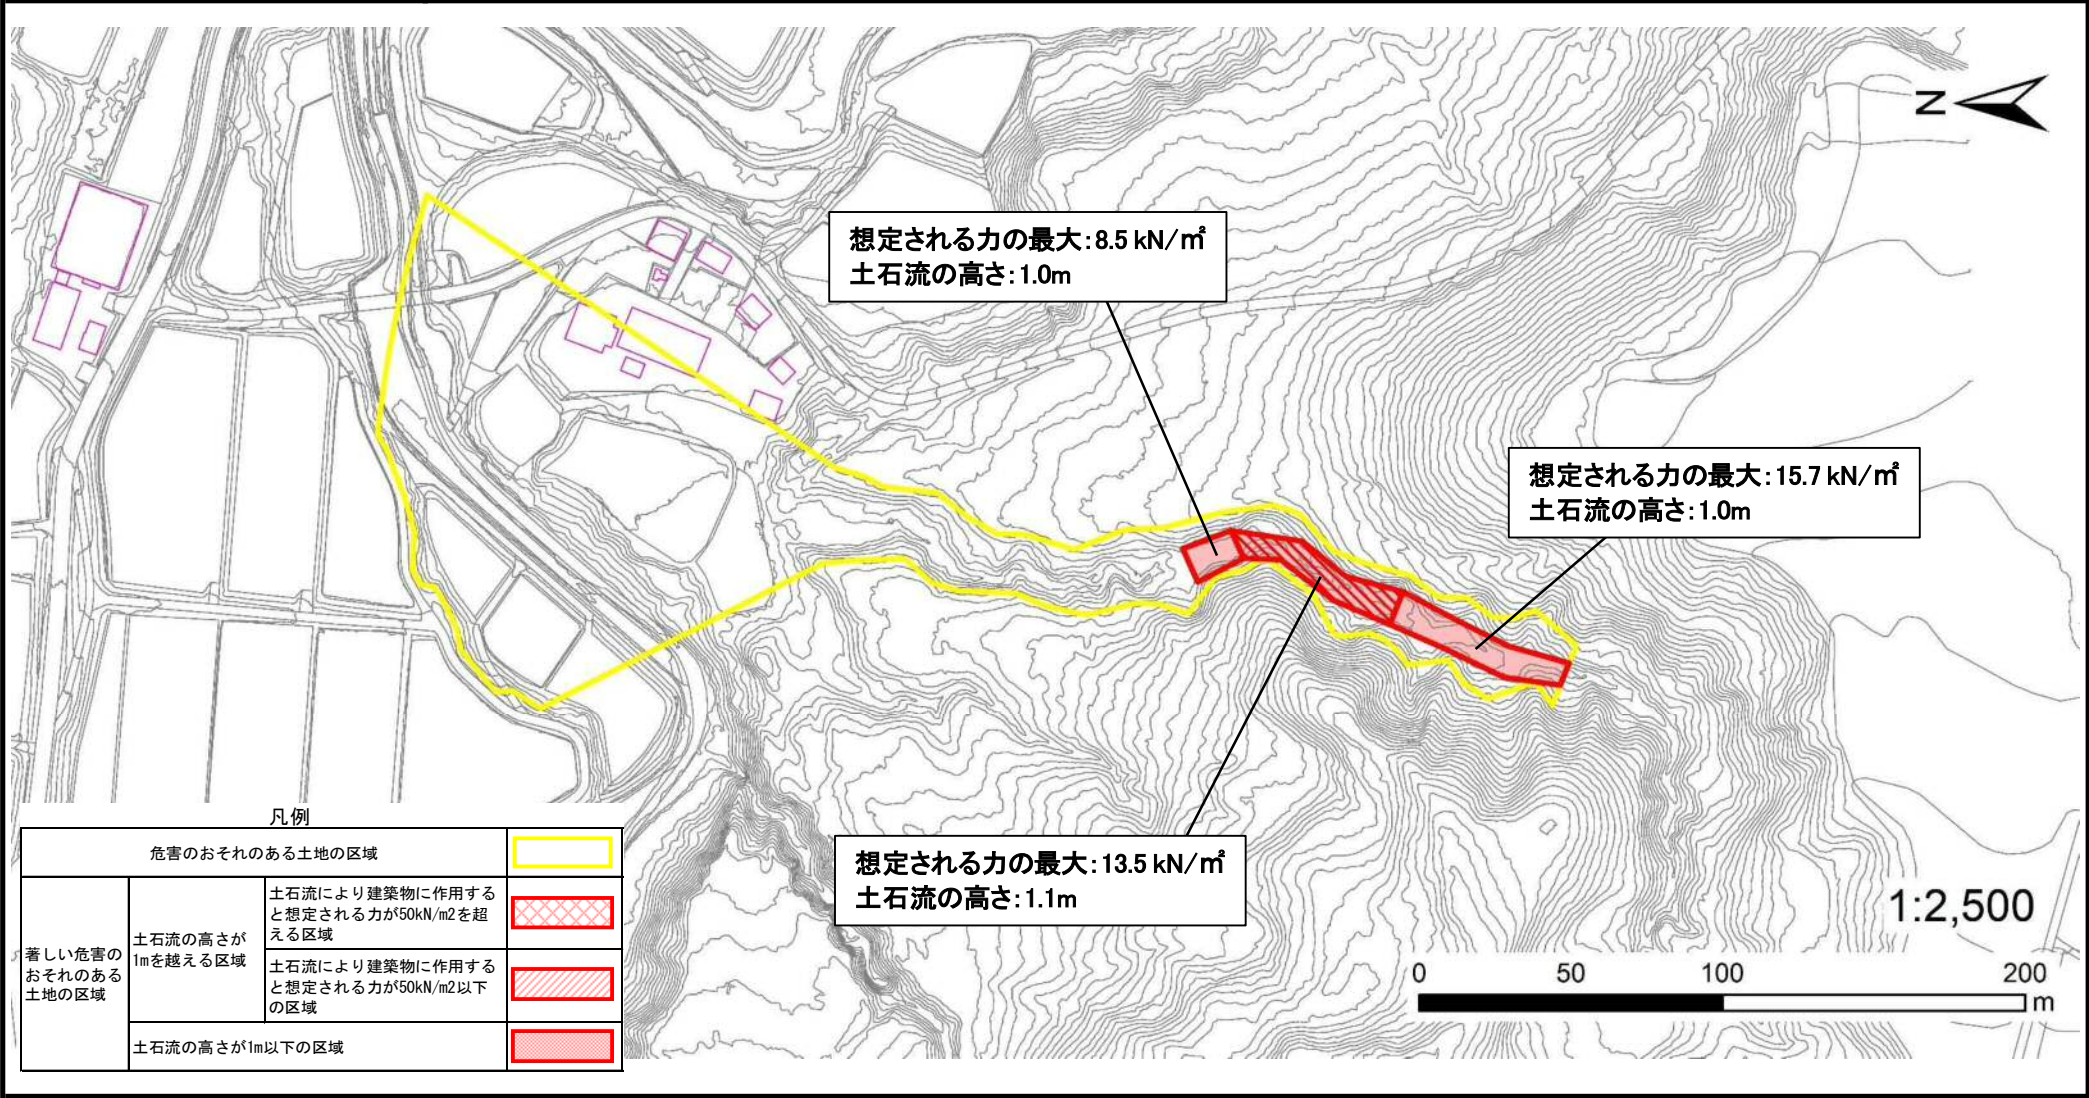 N
想定される力の最大：8.5 kN/㎡
土石流の高さ：1.0m
想定される力の最大：15.7 kN/㎡
土石流の高さ：1.0m
想定される力の最大：13.5 kN/㎡
土石流の高さ：1.1m
1:2,500
0 50 100 200
m
凡例
危害のおそれのある土地の区域
著しい危害の
おそれのある
土地の区域
土石流の高さが
1mを越える区域
土石流により建築物に作用する
と想定される力が50kN/m2を超
える区域
土石流により建築物に作用する
と想定される力が50kN/m2以下
の区域
土石流の高さが1m以下の区域